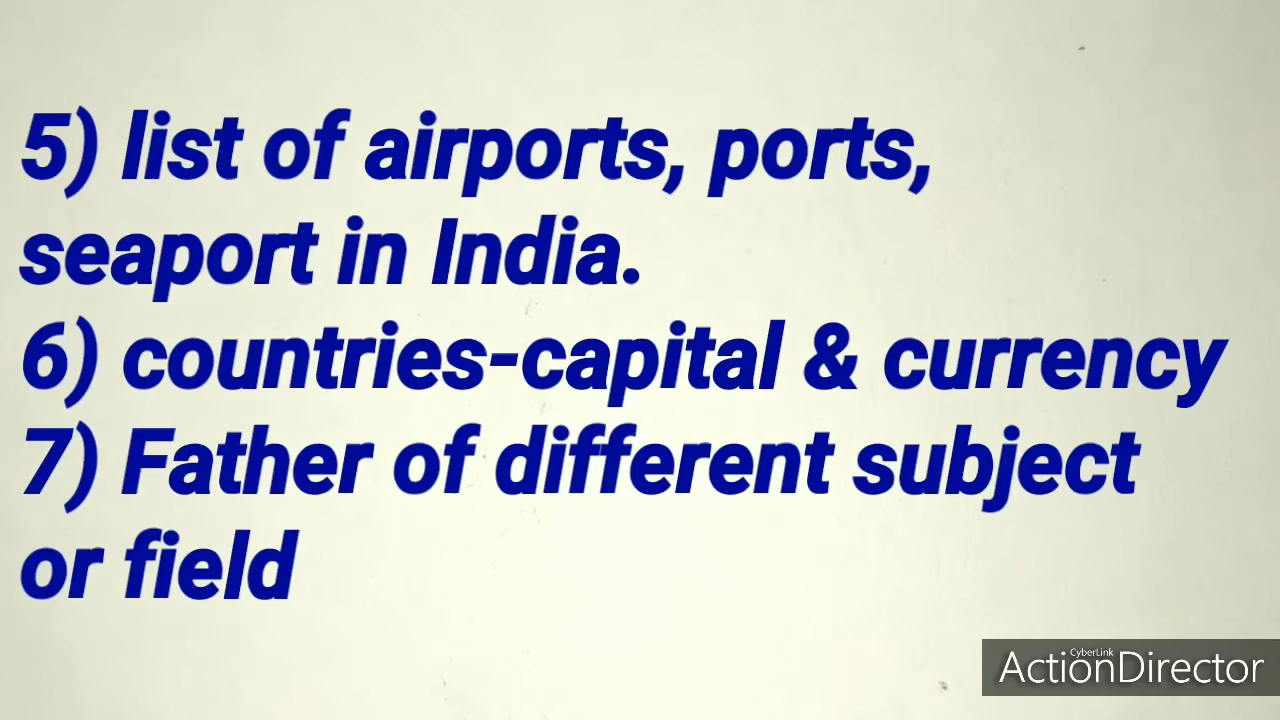 5) list of airports, ports,
seaport in India.
6) countries-capital & currency
7) Father of different subject
or field
CyberLink
ActionDirector